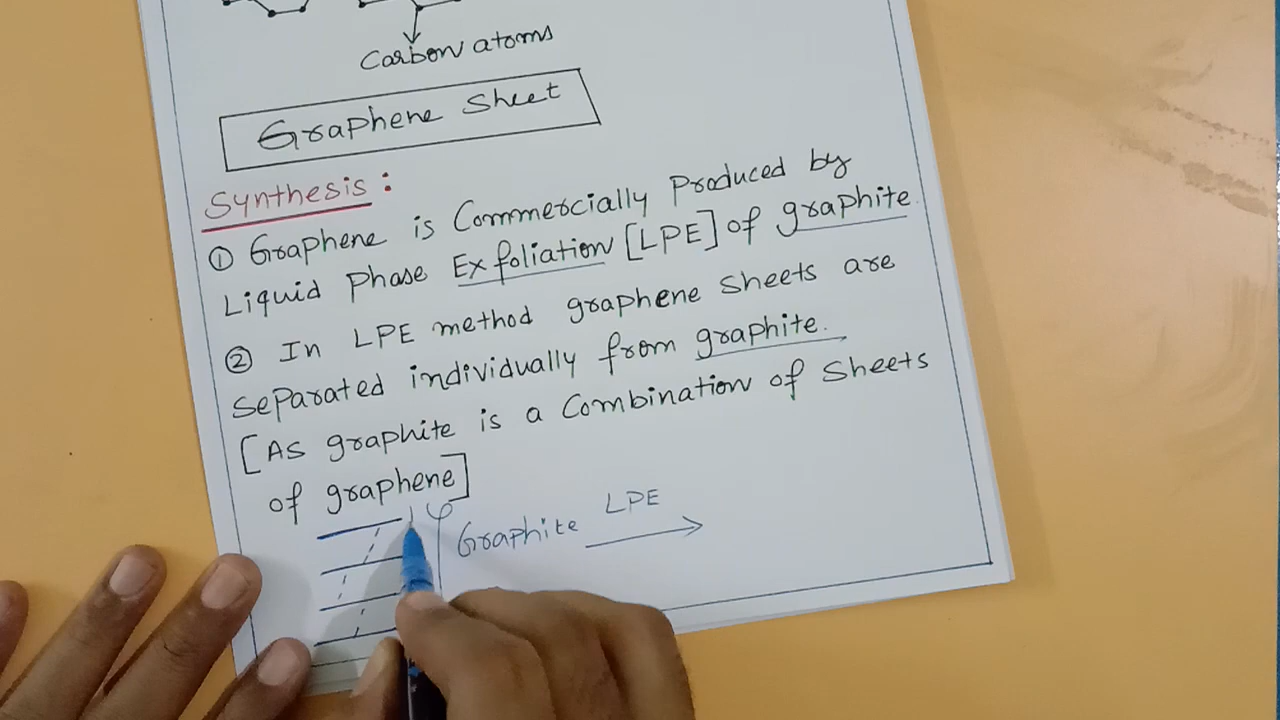 Carbon atoms
Graphene Sheet
Synthesis:
① Graphene is Commercially Produced by
Liquid Phase Exfoliation [LPE] of graphite
② In LPE method graphene Sheets are
Separated individually from graphite.
[As graphite is a Combination of Sheets
of graphene]
Graphite LPE